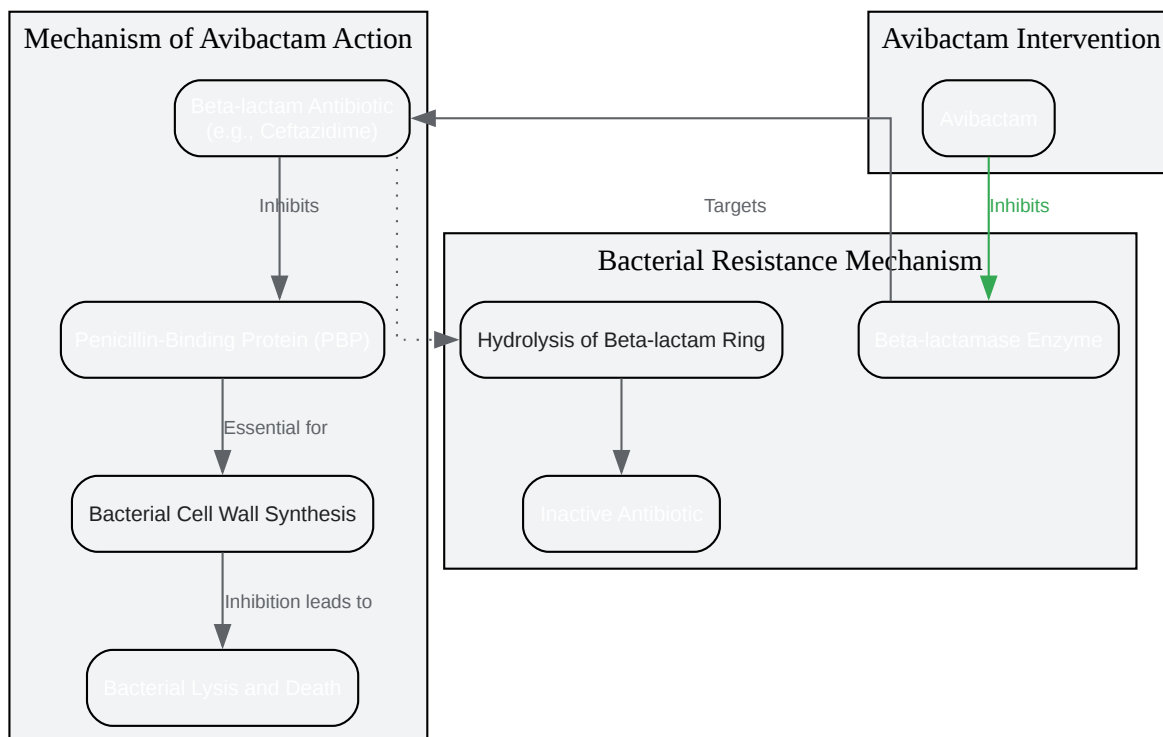 Mechanism of Avibactam Action
Beta-lactam Antibiotic
(e.g., Ceftazidime)
Inhibits
Penicillin-Binding Protein (PBP)
Essential for
Bacterial Cell Wall Synthesis
Inhibition leads to
Bacterial Lysis and Death
Avibactam Intervention
Avibactam
Targets
Inhibits
Bacterial Resistance Mechanism
Hydrolysis of Beta-lactam Ring
Beta-lactamase Enzyme
Inactive Antibiotic